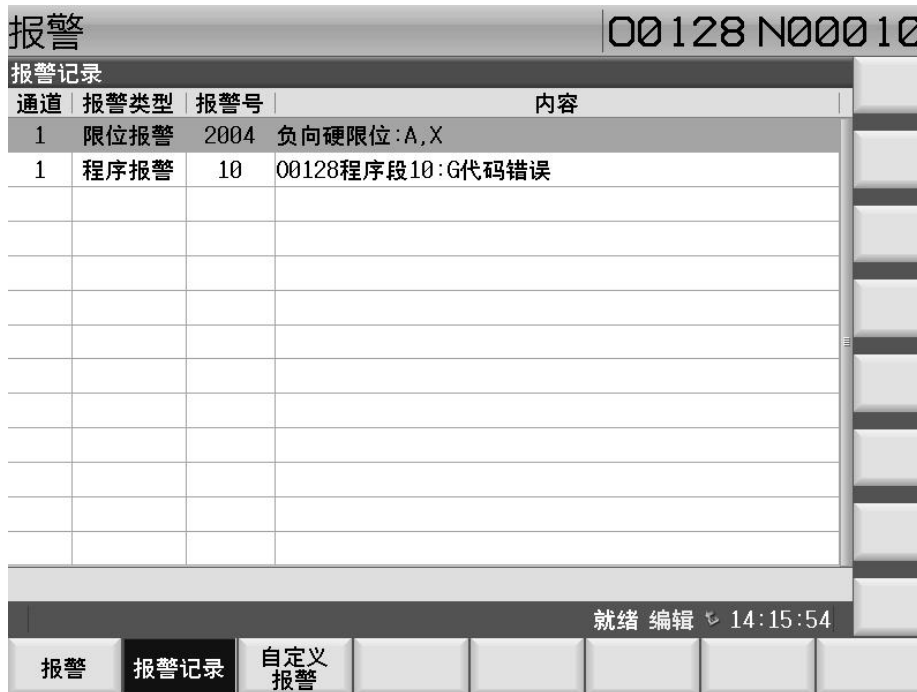 报警 O0128 N00010
报警记录
通道 报警类型 报警号 内容
1 限位报警 2004 负向硬限位:A,X
1 程序报警 10 O0128程序段10:G代码错误
就绪 编辑 14:15:54
报警 报警记录 自定义
报警